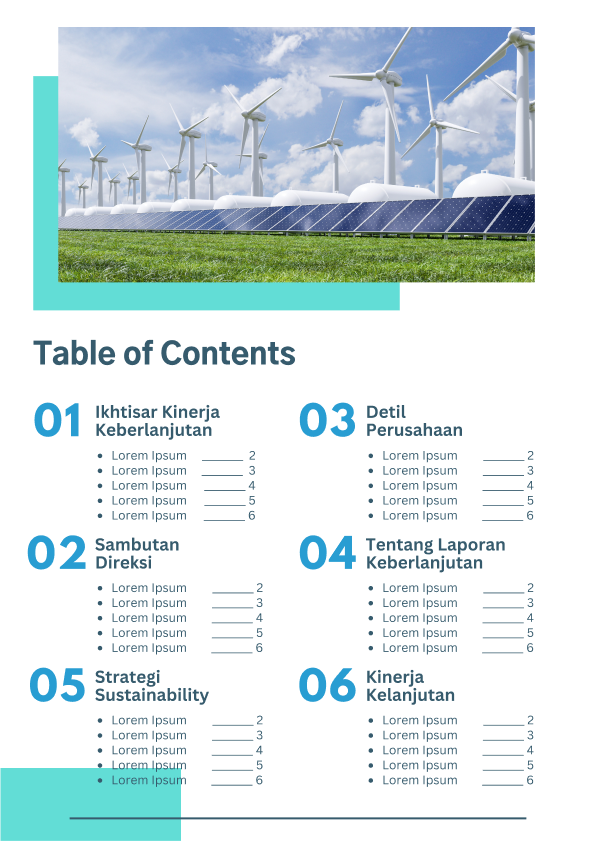 Table of Contents
01 Ikhtisar Kinerja
Keberlanjutan
• Lorem Ipsum ______ 2
• Lorem Ipsum ______ 3
• Lorem Ipsum ______ 4
• Lorem Ipsum ______ 5
• Lorem Ipsum ______ 6
02 Sambutan
Direksi
• Lorem Ipsum ______ 2
• Lorem Ipsum ______ 3
• Lorem Ipsum ______ 4
• Lorem Ipsum ______ 5
• Lorem Ipsum ______ 6
05 Strategi
Sustainability
• Lorem Ipsum ______ 2
• Lorem Ipsum ______ 3
• Lorem Ipsum ______ 4
• Lorem Ipsum ______ 5
• Lorem Ipsum ______ 6
03 Detil
Perusahaan
• Lorem Ipsum ______ 2
• Lorem Ipsum ______ 3
• Lorem Ipsum ______ 4
• Lorem Ipsum ______ 5
• Lorem Ipsum ______ 6
04 Tentang Laporan
Keberlanjutan
• Lorem Ipsum ______ 2
• Lorem Ipsum ______ 3
• Lorem Ipsum ______ 4
• Lorem Ipsum ______ 5
• Lorem Ipsum ______ 6
06 Kinerja
Kelanjutan
• Lorem Ipsum ______ 2
• Lorem Ipsum ______ 3
• Lorem Ipsum ______ 4
• Lorem Ipsum ______ 5
• Lorem Ipsum ______ 6